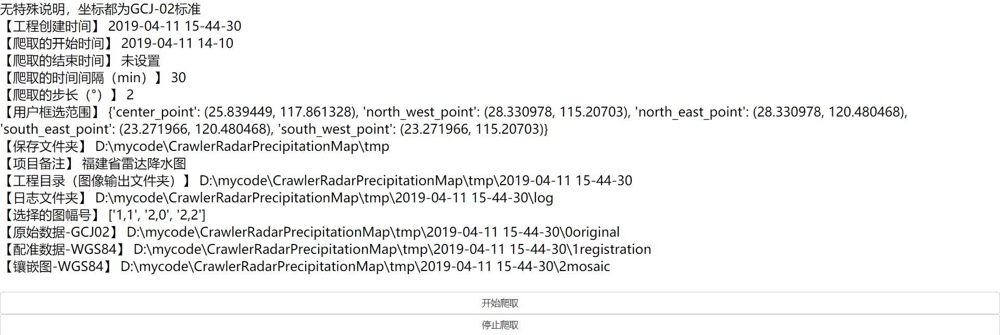 无特殊说明，坐标都为GCJ-02标准
【工程创建时间】 2019-04-11 15-44-30
【爬取的开始时间】 2019-04-11 14-10
【爬取的结束时间】 未设置
【爬取的时间间隔（min）】 30
【爬取的步长（°）】 2
【用户框选范围】 {'center_point': (25.839449, 117.861328), 'north_west_point': (28.330978, 115.20703), 'north_east_point': (28.330978, 120.480468),
'south_east_point': (23.271966, 120.480468), 'south_west_point': (23.271966, 115.20703)}
【保存文件夹】 D:\mycode\CrawlerRadarPrecipitationMap\tmp
【项目备注】 福建省雷达降水图
【工程目录（图像输出文件夹）】 D:\mycode\CrawlerRadarPrecipitationMap\tmp\2019-04-11 15-44-30
【日志文件夹】 D:\mycode\CrawlerRadarPrecipitationMap\tmp\2019-04-11 15-44-30\log
【选择的图幅号】 ['1,1', '2,0', '2,2']
【原始数据-GCJ02】 D:\mycode\CrawlerRadarPrecipitationMap\tmp\2019-04-11 15-44-30\0original
【配准数据-WGS84】 D:\mycode\CrawlerRadarPrecipitationMap\tmp\2019-04-11 15-44-30\1registration
【镶嵌图-WGS84】 D:\mycode\CrawlerRadarPrecipitationMap\tmp\2019-04-11 15-44-30\2mosaic
开始爬取
停止爬取